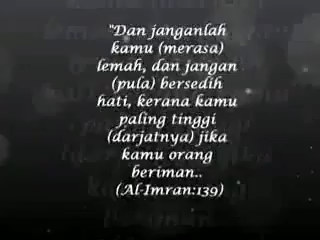 "Dan janganlah
kamu (merasa)
lemah, dan jangan
(pula) bersedih
hati, kerana kamu
paling tinggi
(darjatnya) jika
kamu orang
beriman..
(Al-Imran:139)